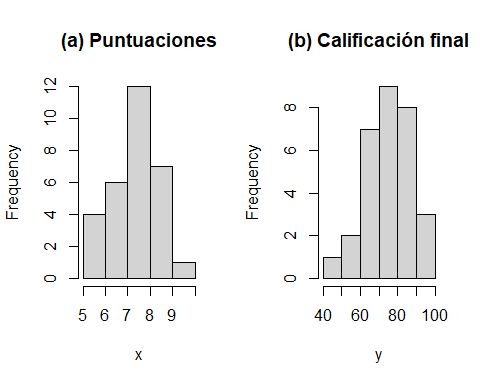 (a) Puntuaciones
Frequency
0 2 4 6 8 10 12
5 6 7 8 9
x
(b) Calificación final
Frequency
0 2 4 6 8
40 60 80 100
y